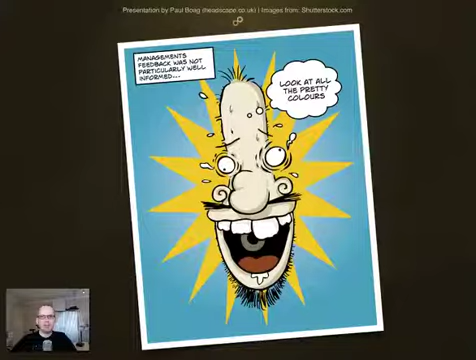 Presentation by Paul Boag (headscape.co.uk) | Images from: Shutterstock.com
MANAGEMENTS
FEEDBACK WAS NOT
PARTICULARLY WELL
INFORMED...
LOOK AT ALL
THE PRETTY
COLOURS